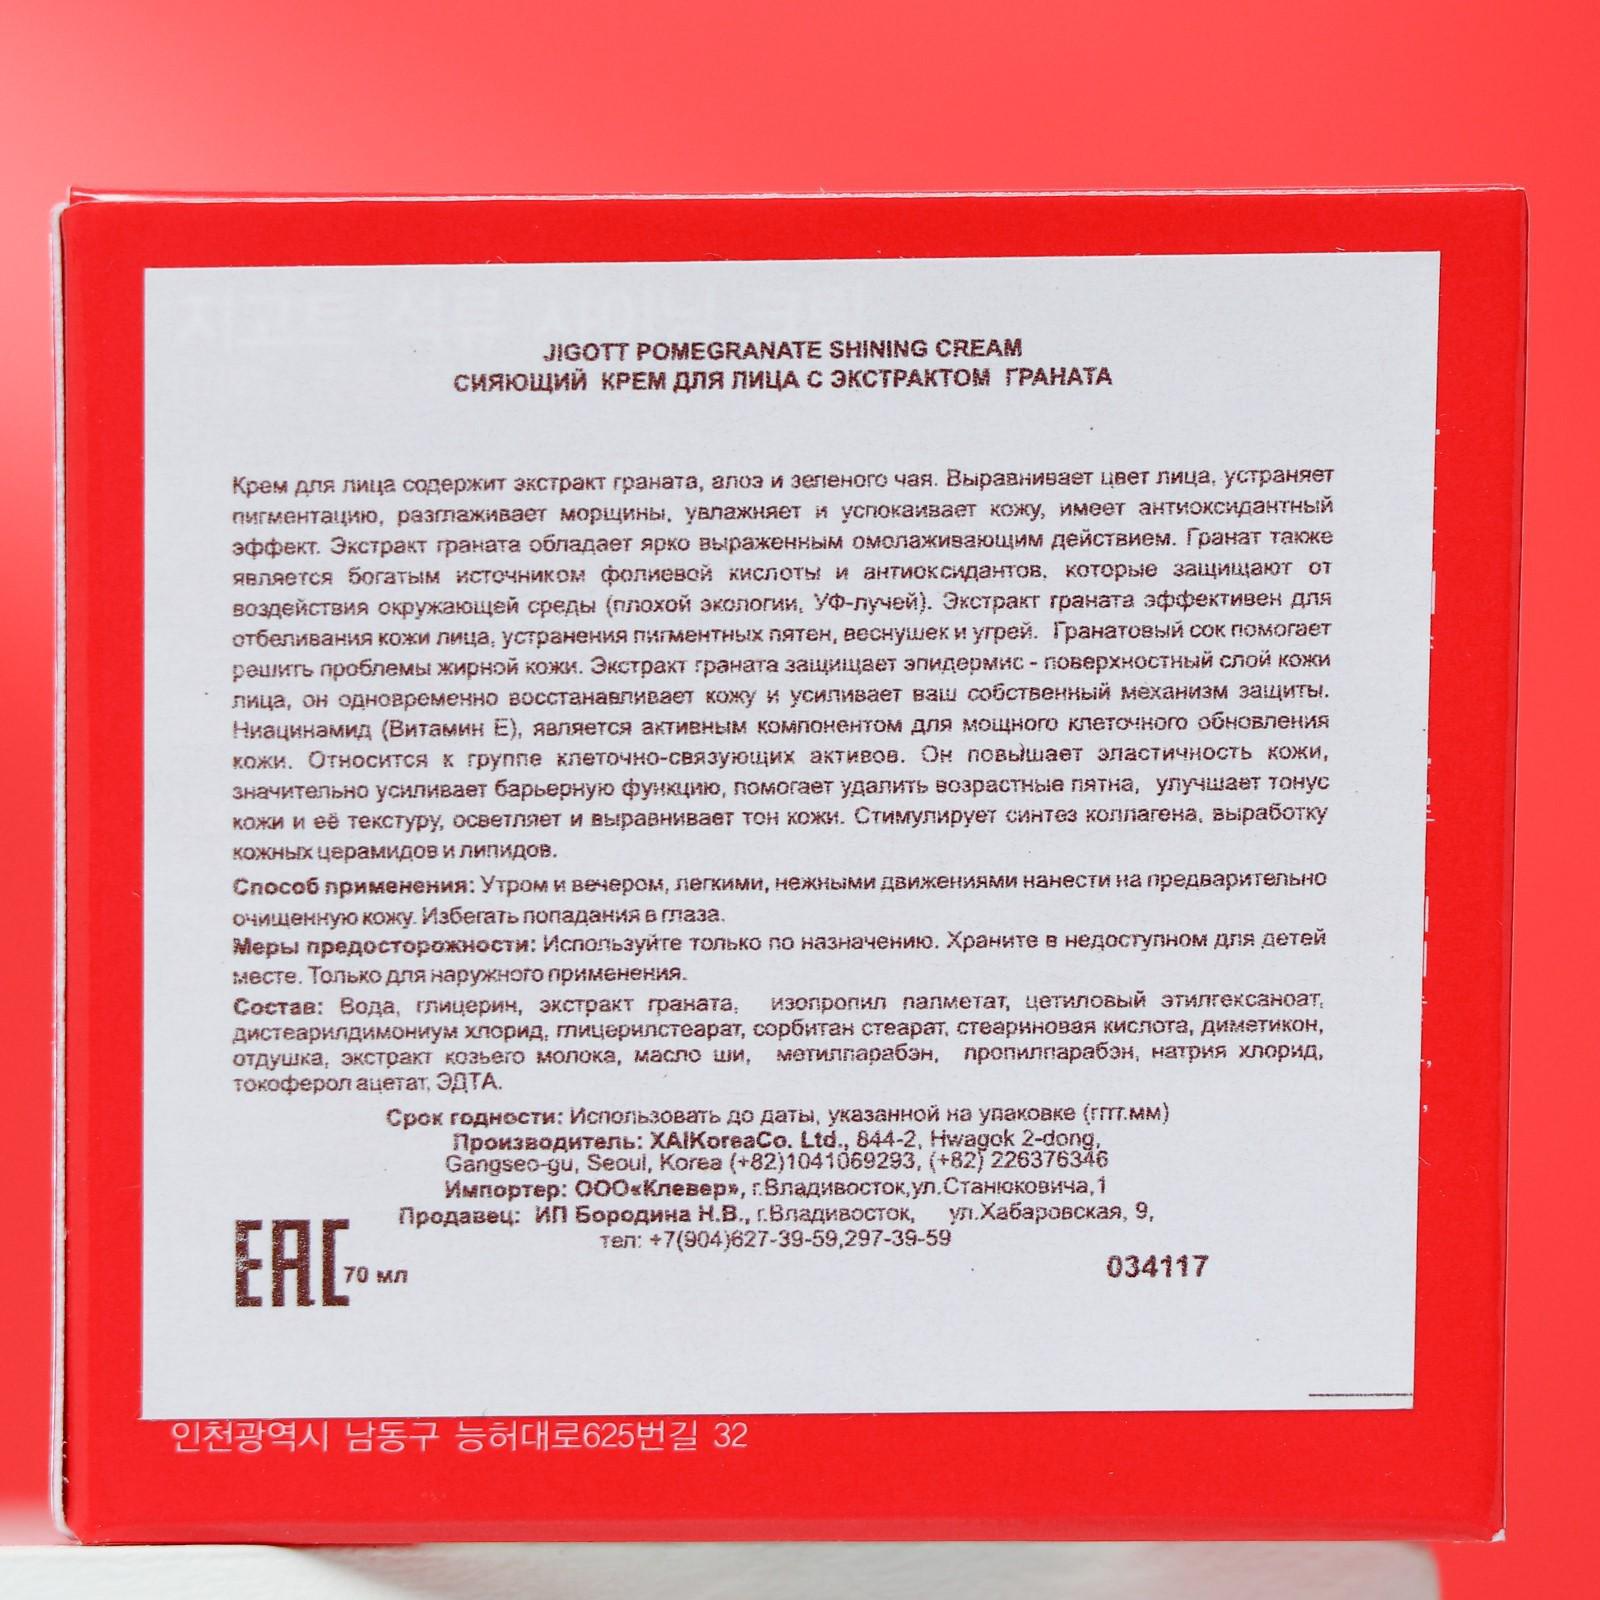 JIGOTT POMEGRANATE SHINING CREAM
СИЯЮЩИЙ КРЕМ ДЛЯ ЛИЦА С ЭКСТРАКТОМ ГРАНАТА
Крем для лица содержит экстракт граната, алоэ и зеленого чая. Выравнивает цвет лица, устраняет
пигментацию, разглаживает морщины, увлажняет и успокаивает кожу, имеет антиоксидантный
эффект. Экстракт граната обладает ярко выраженным омолаживающим действием. Гранат также
является богатым источником фолиевой кислоты и антиоксидантов, которые защищают от
воздействия окружающей среды (плохой экологии, УФ-лучей). Экстракт граната эффективен для
отбеливания кожи лица, устранения пигментных пятен, веснушек и угрей. Гранатовый сок помогает
решить проблемы жирной кожи. Экстракт граната защищает эпидермис - поверхностный слой кожи
лица, он одновременно восстанавливает кожу и усиливает ваш собственный механизм защиты.
Ниацинамид (Витамин Е), является активным компонентом для мощного клеточного обновления
кожи. Относится к группе клеточно-связующих активов. Он повышает эластичность кожи,
значительно усиливает барьерную функцию, помогает удалить возрастные пятна, улучшает тонус
кожи и её текстуру, осветляет и выравнивает тон кожи. Стимулирует синтез коллагена, выработку
кожных церамидов и липидов.
Способ применения: Утром и вечером, легкими, нежными движениями нанести на предварительно
очищенную кожу. Избегать попадания в глаза.
Меры предосторожности: Используйте только по назначению. Храните в недоступном для детей
месте. Только для наружного применения.
Состав: Вода, глицерин, экстракт граната, изопропил палметат, цетиловый этилгексаноат,
дистеарилдимониум хлорид, глицерилстеарат, сорбитан стеарат, стеариновая кислота, диметикон,
отдушка, экстракт козьего молока, масло ши, метилпарабэн, пропилпарабэн, натрия хлорид,
токоферол ацетат, ЭДТА.
Срок годности: Использовать до даты, указанной на упаковке (гггг.мм)
Производитель: XAIKoreaCo. Ltd., 844-2, Hwagok 2-dong,
Gangseo-gu, Seoul, Korea (+82)1041069293, (+82) 226376346
Импортер: ООО«Клевер», г.Владивосток,ул.Станюковича,1
Продавец: ИП Бородина Н.В., г.Владивосток, ул.Хабаровская, 9,
тел: +7(904)627-39-59,297-39-59
EAC 70 мл
034117
인천광역시 남동구 능허대로625번길 32